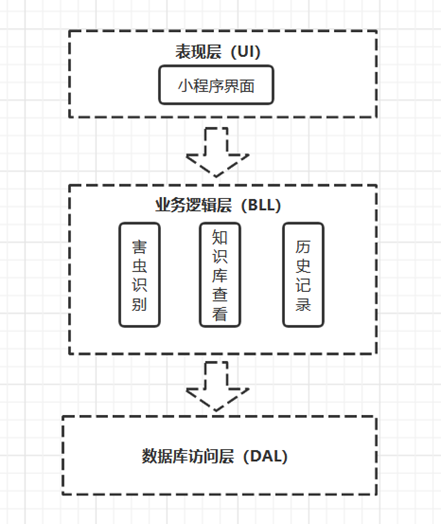 表现层（UI）
小程序界面
业务逻辑层（BLL）
害虫识别
知识库查看
历史记录
数据库访问层（DAL）